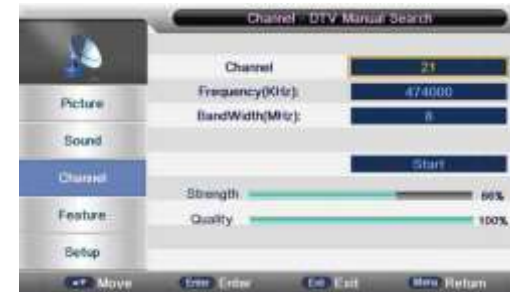 Channel - DTV Manual Search
Channel 21
Frequency(KHz): 474000
BandWidth(MHz): 8
Start
Strength 66%
Quality 100%
Picture
Sound
Channel
Feature
Setup
Move Enter Enter Exit Exit Menu Return